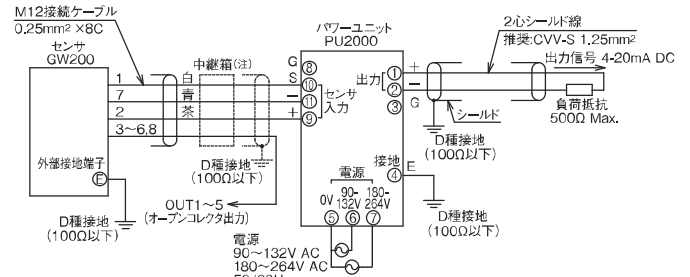 M12接続ケーブル
0.25mm² ×8C
センサ
GW200
1 白
7 青
2 茶
3〜6,8
中継箱(注)
外部接地端子
E
D種接地
(100Ω以下)
D種接地
(100Ω以下)
OUT1〜5
(オープンコレクタ出力)
パワーユニット
PU2000
G ⑧
S ⑩
− ⑪
+ ⑨
センサ
入力
出力
① +
② −
③ G
接地
④ E
電源
0V 90-132V 180-264V
⑤ ⑥ ⑦
電源
90〜132V AC
180〜264V AC
2心シールド線
推奨:CVV-S 1.25mm²
出力信号 4-20mA DC
負荷抵抗
500Ω Max.
シールド
D種接地
(100Ω以下)
D種接地
(100Ω以下)